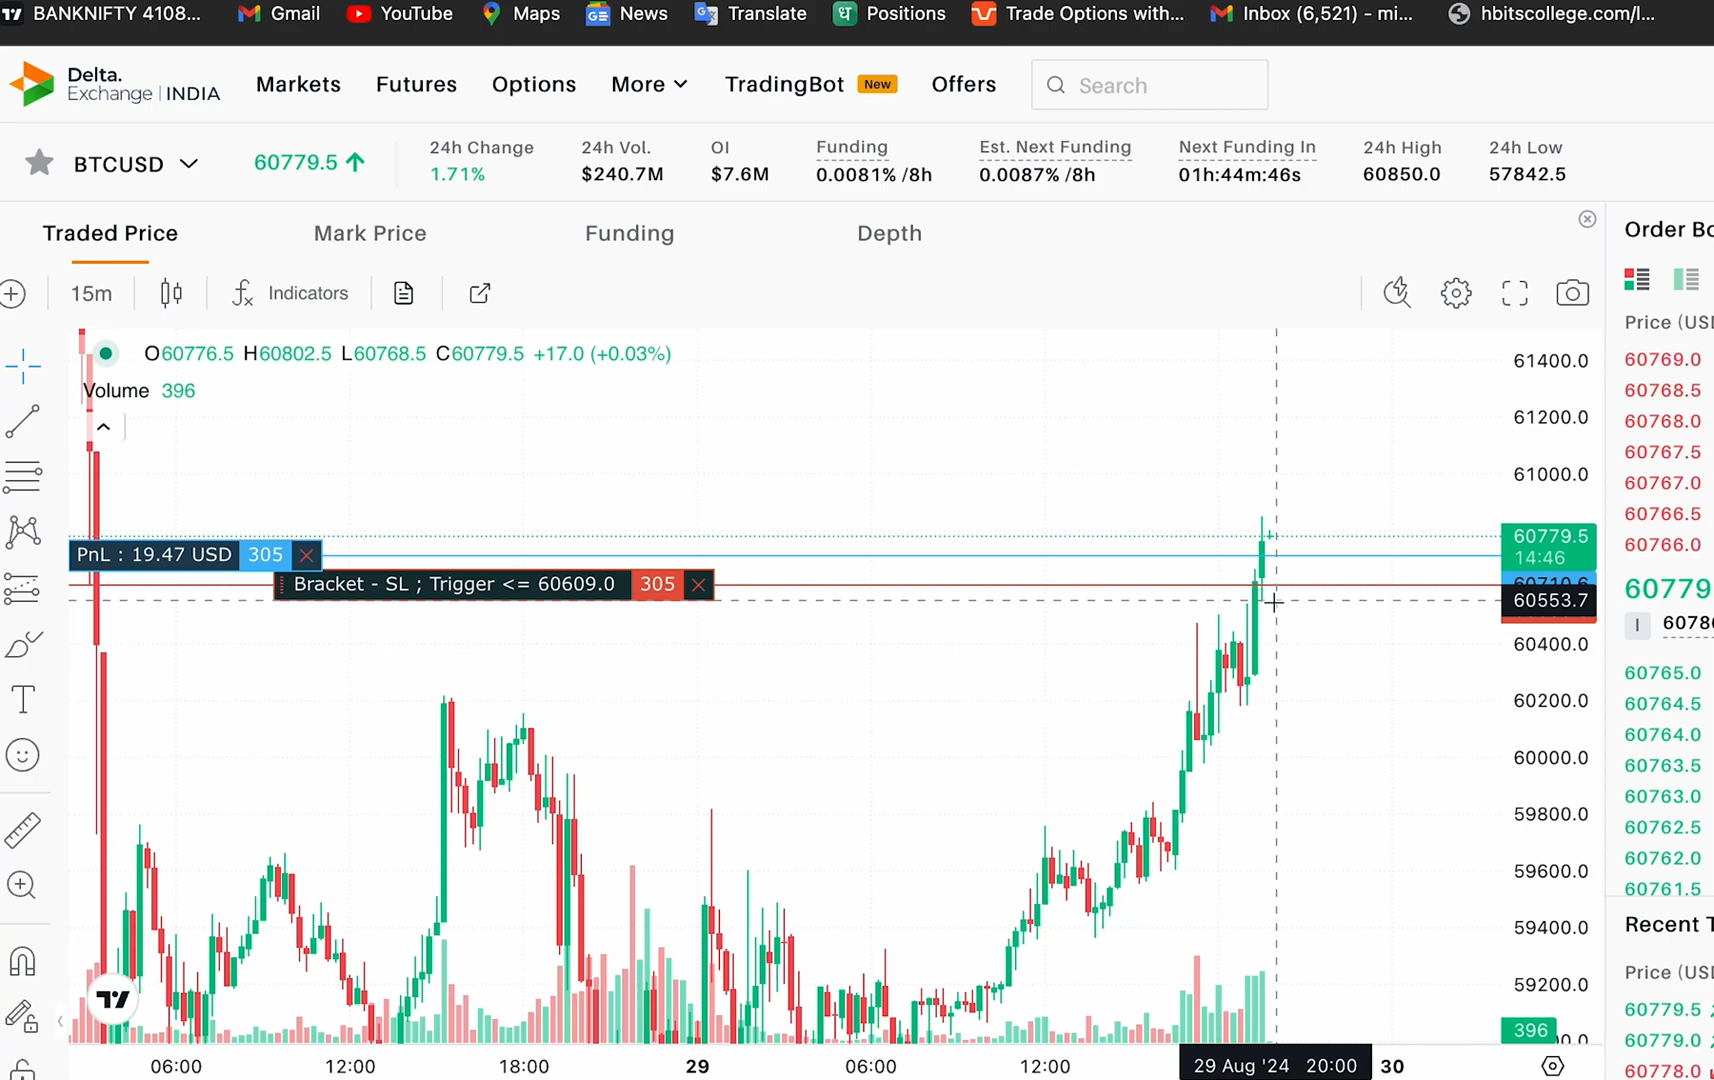 BANKNIFTY 4108... Gmail YouTube Maps News Translate Positions Trade Options with... Inbox (6,521) - mi... hbitscollege.com/l...
Delta. Exchange | INDIA Markets Futures Options More TradingBot New Offers Search
BTCUSD 60779.5
24h Change 24h Vol. OI Funding Est. Next Funding Next Funding In 24h High 24h Low
1.71% $240.7M $7.6M 0.0081% /8h 0.0087% /8h 01h:44m:46s 60850.0 57842.5
Traded Price Mark Price Funding Depth
15m Indicators
O60776.5 H60802.5 L60768.5 C60779.5 +17.0 (+0.03%)
Volume 396
PnL : 19.47 USD 305
Bracket - SL ; Trigger <= 60609.0 305
61400.0
61200.0
61000.0
60779.5
14:46
60710.6
60553.7
60400.0
60200.0
60000.0
59800.0
59600.0
59400.0
59200.0
396
06:00 12:00 18:00 29 06:00 12:00 29 Aug '24 20:00 30
Order Bo
Price (USD
60769.0
60768.5
60768.0
60767.5
60767.0
60766.5
60766.0
60779
I
60765.0
60764.5
60764.0
60763.5
60763.0
60762.5
60762.0
60761.5
Recent T
Price (USD
60779.5
60779.0
60778.0